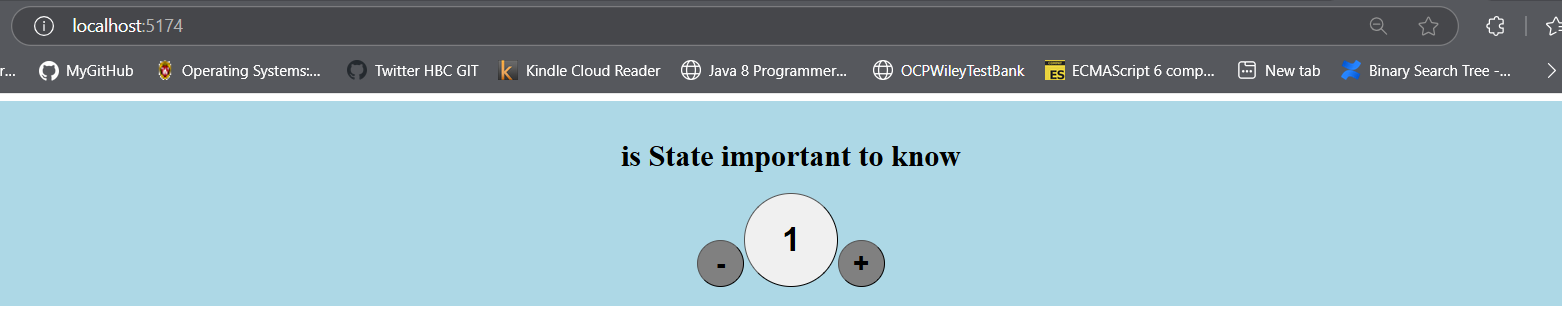 localhost:5174
r... MyGitHub Operating Systems:... Twitter HBC GIT Kindle Cloud Reader Java 8 Programmer... OCPWileyTestBank ES ECMAScript 6 comp... New tab Binary Search Tree -...
is State important to know
- 1 +